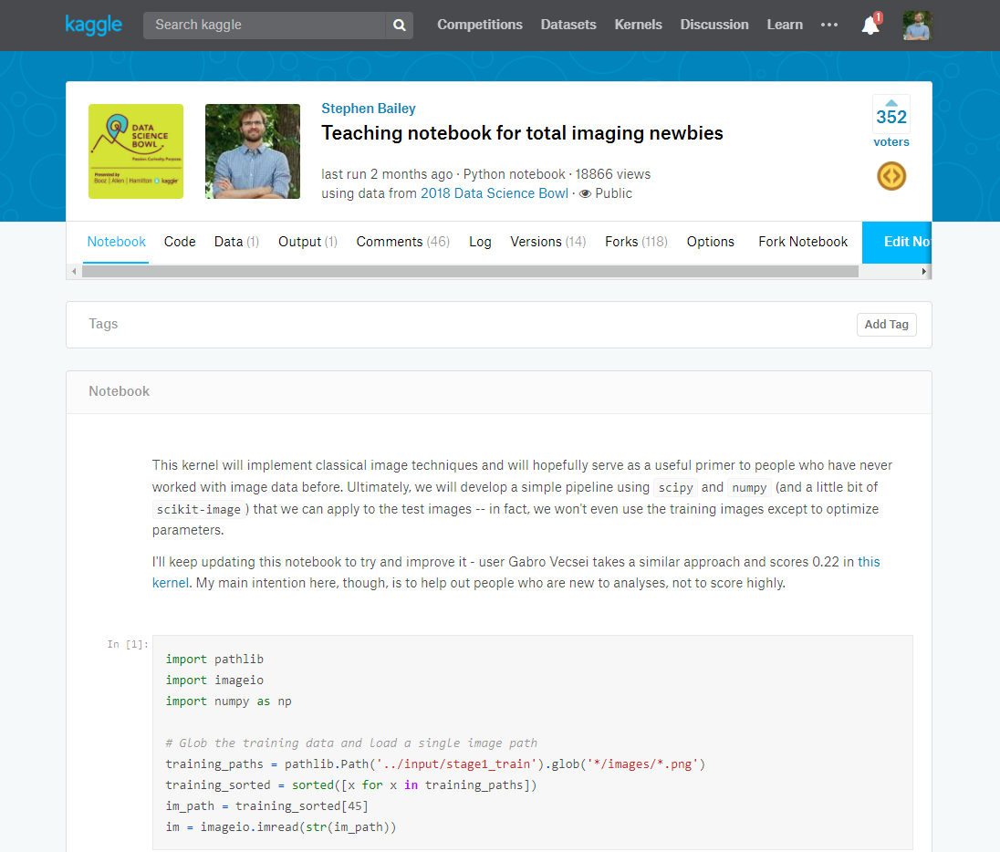 kaggle
Search kaggle
Competitions
Datasets
Kernels
Discussion
Learn
1
DATA
SCIENCE
BOWL
Passion. Curiosity. Purpose.
Presented by
Booz | Allen | Hamilton kaggle
Stephen Bailey
Teaching notebook for total imaging newbies
last run 2 months ago · Python notebook · 18866 views
using data from 2018 Data Science Bowl · Public
352
voters
Notebook
Code
Data (1)
Output (1)
Comments (46)
Log
Versions (14)
Forks (118)
Options
Fork Notebook
Edit No
Tags
Add Tag
Notebook
This kernel will implement classical image techniques and will hopefully serve as a useful primer to people who have never
worked with image data before. Ultimately, we will develop a simple pipeline using scipy and numpy (and a little bit of
scikit-image ) that we can apply to the test images -- in fact, we won't even use the training images except to optimize
parameters.
I'll keep updating this notebook to try and improve it - user Gabro Vecsei takes a similar approach and scores 0.22 in this
kernel. My main intention here, though, is to help out people who are new to analyses, not to score highly.
In [1]:
import pathlib
import imageio
import numpy as np
# Glob the training data and load a single image path
training_paths = pathlib.Path('../input/stage1_train').glob('*/images/*.png')
training_sorted = sorted([x for x in training_paths])
im_path = training_sorted[45]
im = imageio.imread(str(im_path))